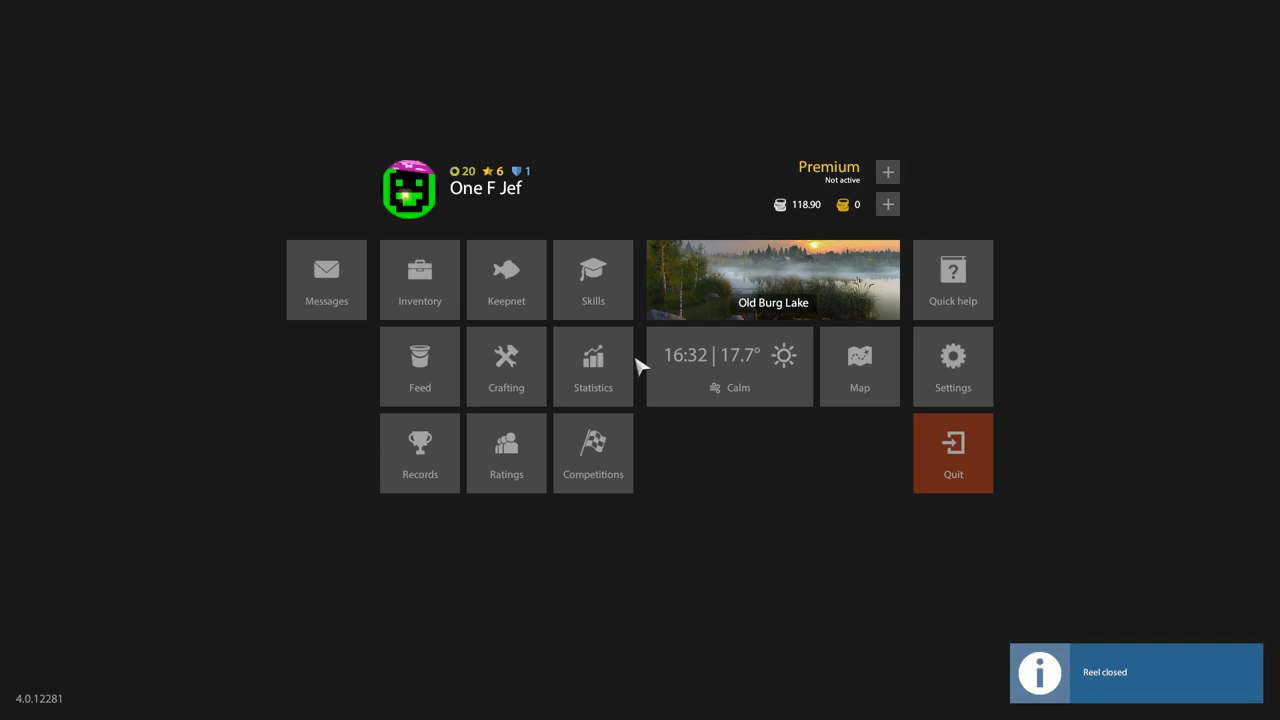 20 6 1
One F Jef
Premium
Not active
118.90 0
Messages
Inventory
Keepnet
Skills
Old Burg Lake
Quick help
Feed
Crafting
Statistics
16:32 | 17.7°
Calm
Map
Settings
Records
Ratings
Competitions
Quit
Reel closed
4.0.12281